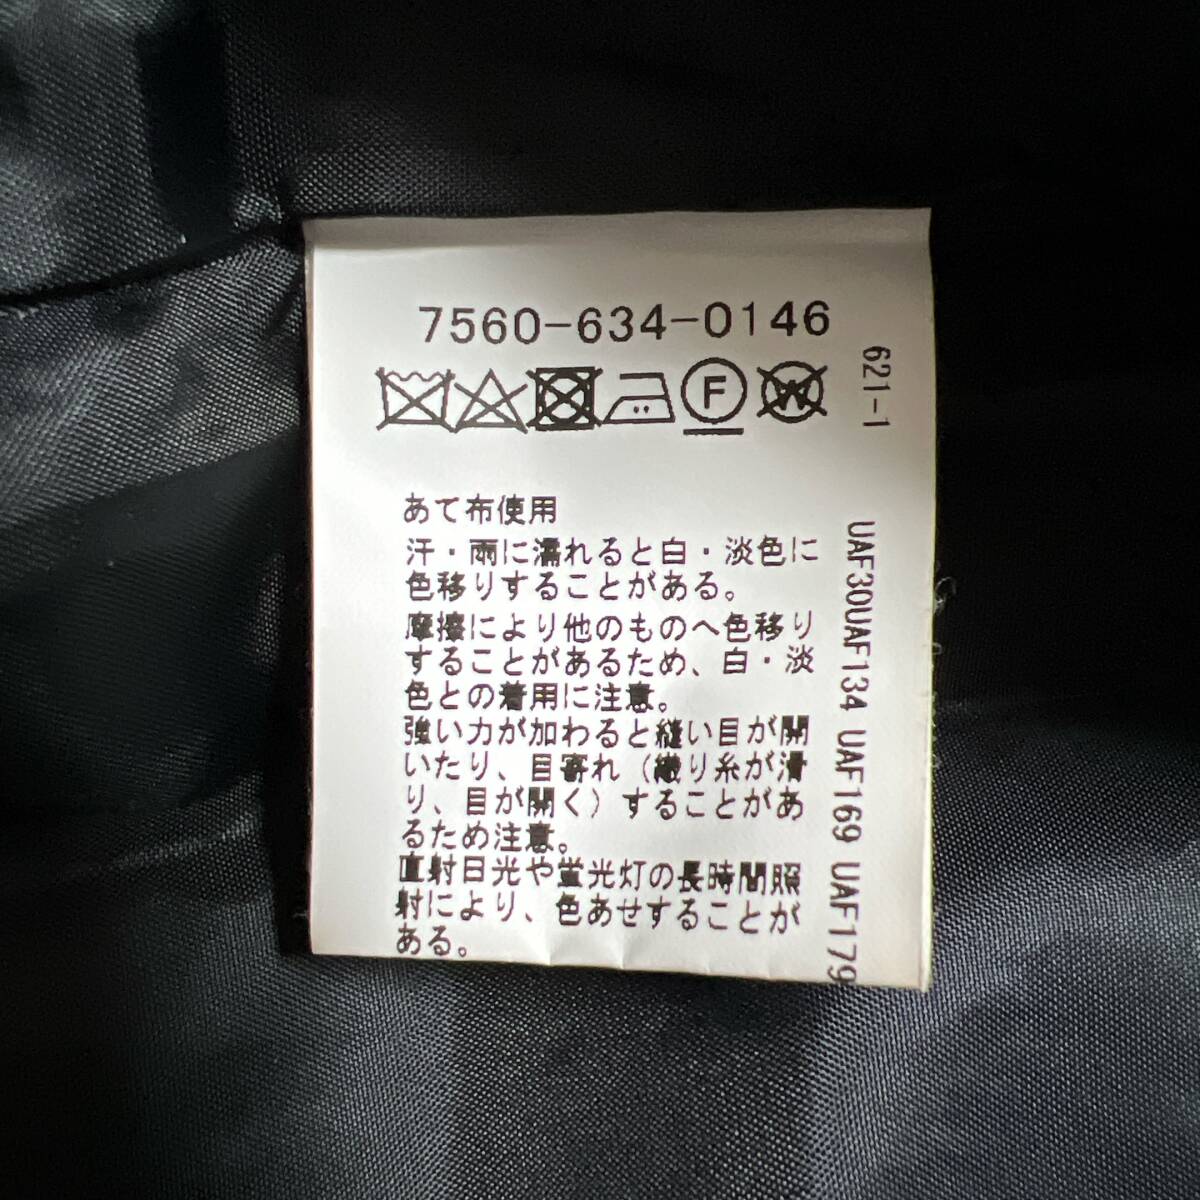 7560-634-0146
F
W
あて布使用
汗・雨に濡れると白・淡色に
色移りすることがある。
摩擦により他のものへ色移り
することがあるため、白・淡
色との着用に注意。
強い力が加わると縫い目が開
いたり、目寄れ（織り糸が滑
り、目が開く）することがあ
るため注意。
直射日光や蛍光灯の長時間照
射により、色あせすることが
ある。
621-1
UAF30UAF134 UAF169 UAF179